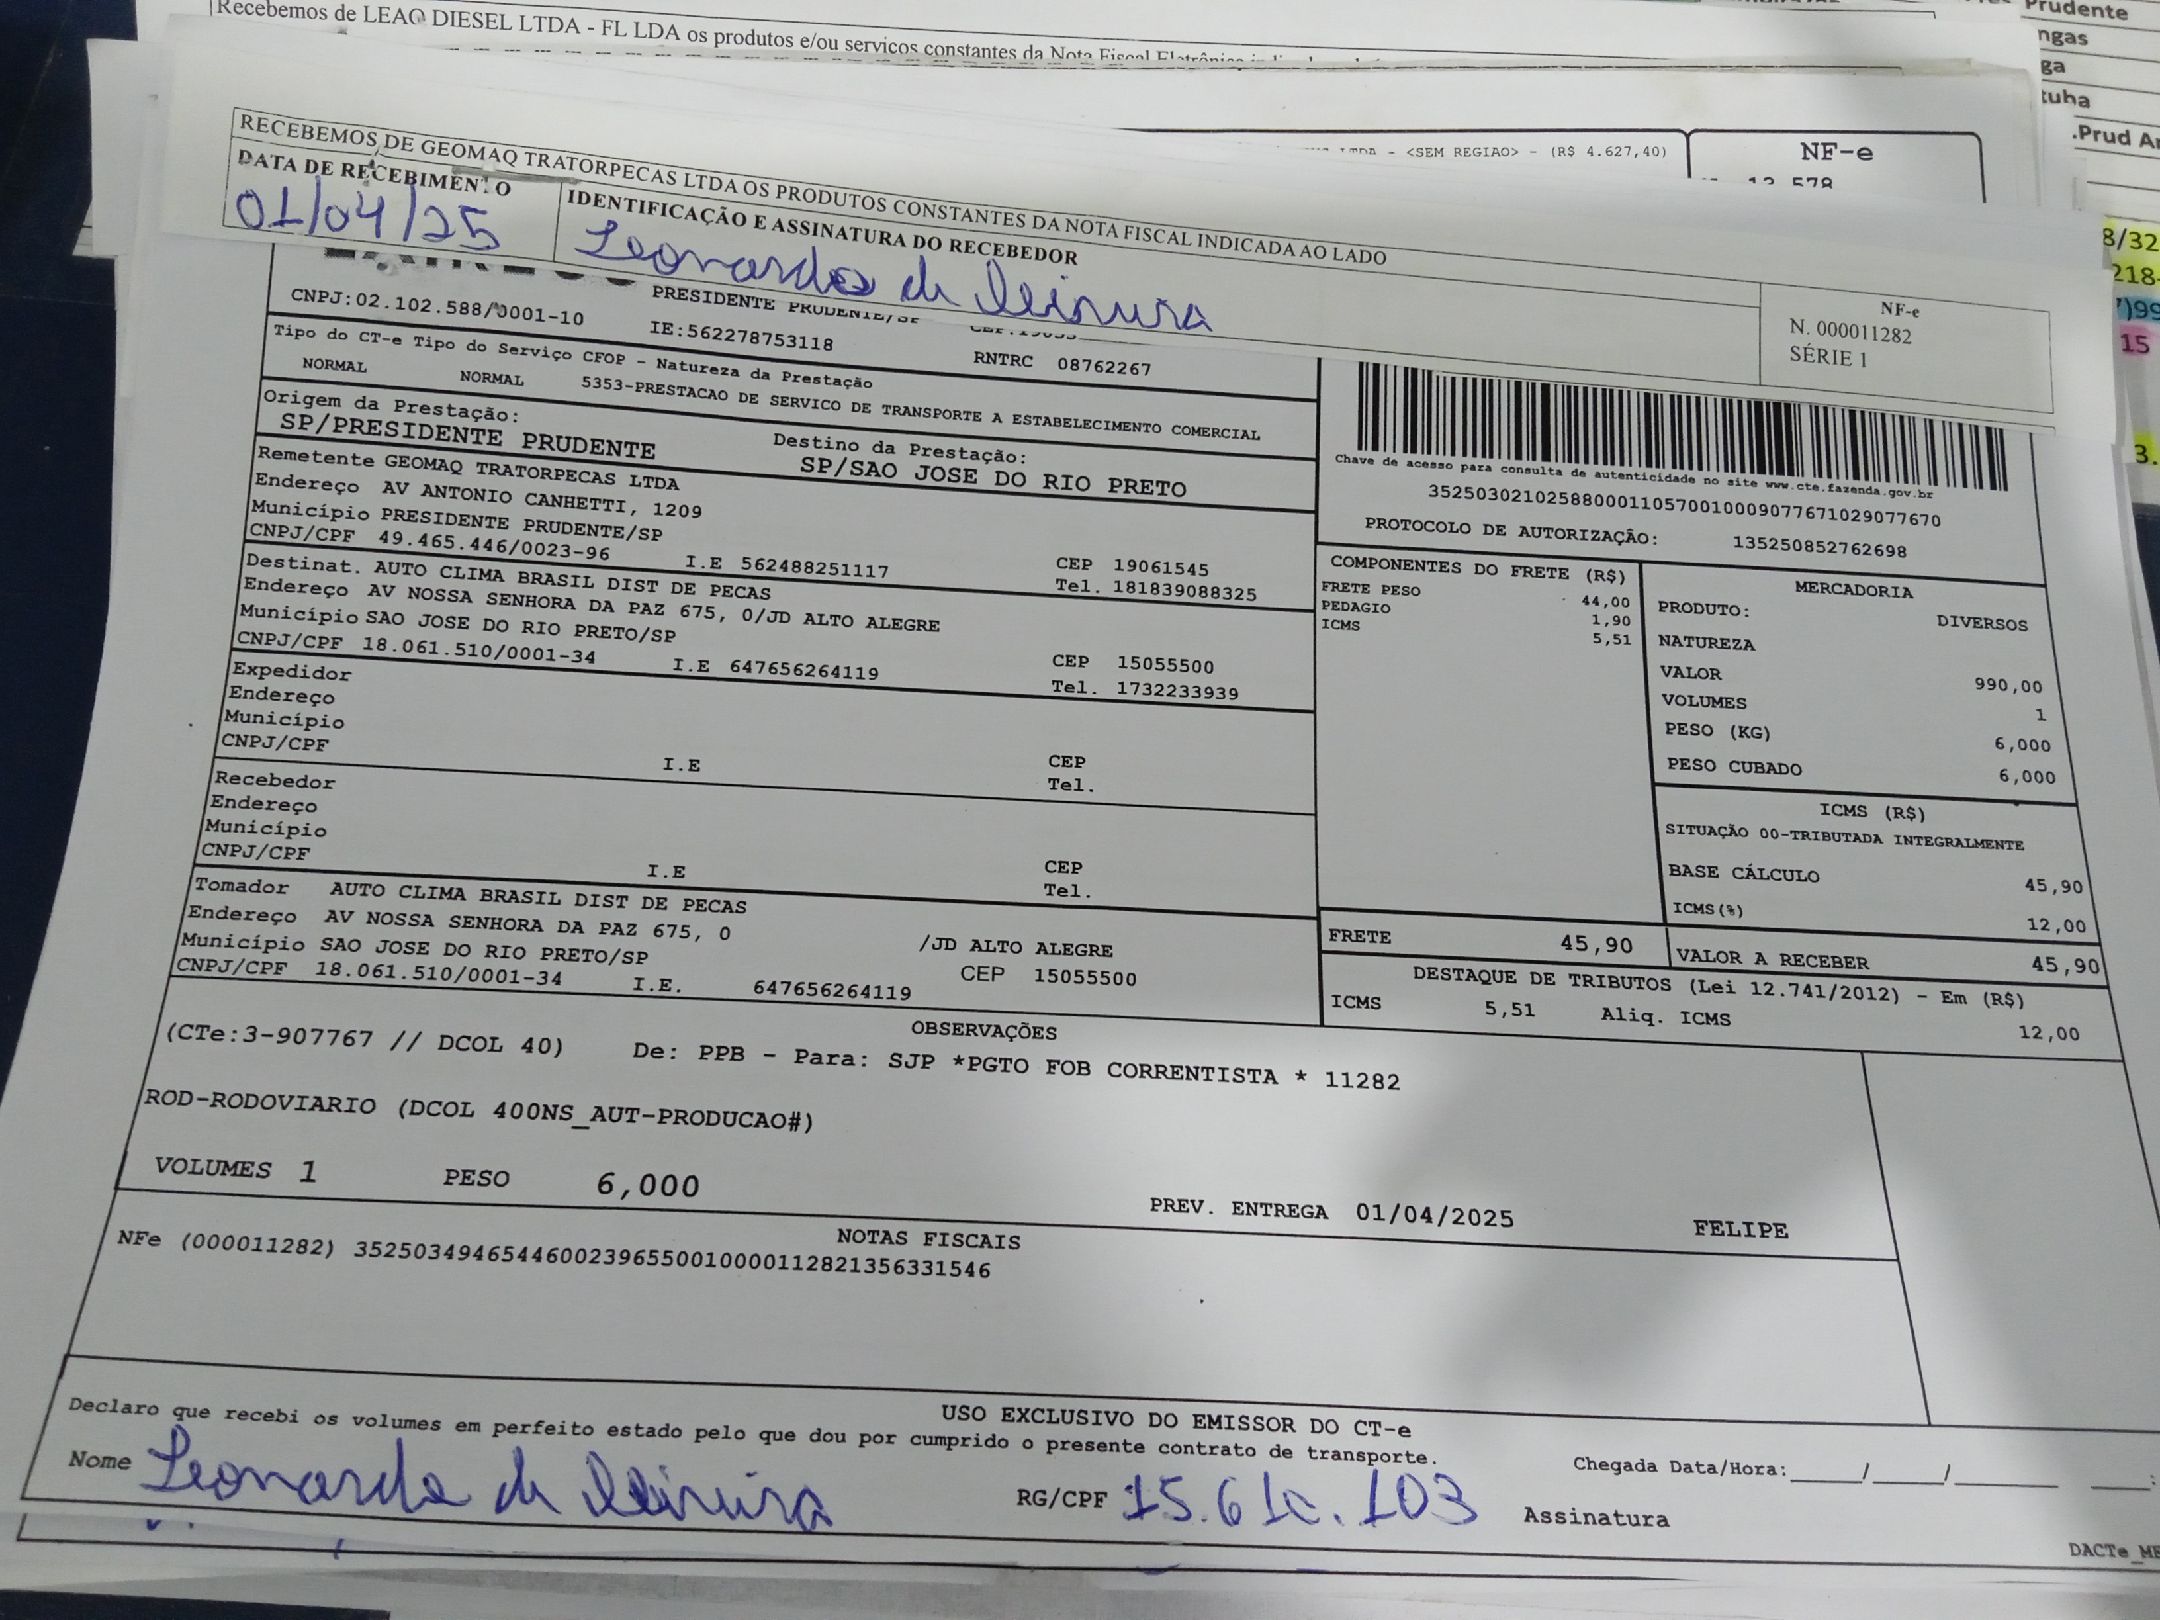 Recebemos de LEAO DIESEL LTDA - FL LDA os produtos e/ou serviços constantes da Nota Fiscal Eletrônica
Prudente
ngas
ga
tuba
.Prud
<SEM REGIAO> - (R$ 4.627,40)
NF-e
12.578
8/32
218-
)99
15
3.
RECEBEMOS DE GEOMAQ TRATORPECAS LTDA OS PRODUTOS CONSTANTES DA NOTA FISCAL INDICADA AO LADO
DATA DE RECEBIMENTO
01/04/25
IDENTIFICAÇÃO E ASSINATURA DO RECEBEDOR
Leonardo de
NF-e
N. 000011282
SÉRIE 1
CNPJ:02.102.588/0001-10
PRESIDENTE PRUDENTE/SP
IE:562278753118
RNTRC 08762267
Tipo do CT-e Tipo do Serviço CFOP - Natureza da Prestação
NORMAL NORMAL 5353-PRESTACAO DE SERVICO DE TRANSPORTE A ESTABELECIMENTO COMERCIAL
Origem da Prestação:
SP/PRESIDENTE PRUDENTE
Destino da Prestação:
SP/SAO JOSE DO RIO PRETO
Remetente GEOMAQ TRATORPECAS LTDA
Endereço AV ANTONIO CANHETTI, 1209
Município PRESIDENTE PRUDENTE/SP
CNPJ/CPF 49.465.446/0023-96 I.E 562488251117
CEP 19061545
Tel. 181839088325
Destinat. AUTO CLIMA BRASIL DIST DE PECAS
Endereço AV NOSSA SENHORA DA PAZ 675, 0/JD ALTO ALEGRE
Município SAO JOSE DO RIO PRETO/SP
CNPJ/CPF 18.061.510/0001-34 I.E 647656264119
CEP 15055500
Tel. 1732233939
Expedidor
Endereço
Município
CNPJ/CPF
I.E
CEP
Tel.
Recebedor
Endereço
Município
CNPJ/CPF
I.E
CEP
Tel.
Tomador AUTO CLIMA BRASIL DIST DE PECAS
Endereço AV NOSSA SENHORA DA PAZ 675, 0 /JD ALTO ALEGRE
Município SAO JOSE DO RIO PRETO/SP
CNPJ/CPF 18.061.510/0001-34 I.E. 647656264119
CEP 15055500
Chave de acesso para consulta de autenticidade no site www.cte.fazenda.gov.br
35250302102588000110570010009077671029077670
PROTOCOLO DE AUTORIZAÇÃO: 135250852762698
COMPONENTES DO FRETE (R$)
FRETE PESO 44,00
PEDAGIO 1,90
ICMS 5,51
MERCADORIA
PRODUTO: DIVERSOS
NATUREZA
VALOR 990,00
VOLUMES 1
PESO (KG) 6,000
PESO CUBADO 6,000
ICMS (R$)
SITUAÇÃO 00-TRIBUTADA INTEGRALMENTE
BASE CÁLCULO 45,90
ICMS(%) 12,00
FRETE 45,90
VALOR A RECEBER 45,90
DESTAQUE DE TRIBUTOS (Lei 12.741/2012) - Em (R$)
ICMS 5,51 Aliq. ICMS 12,00
OBSERVAÇÕES
(CTe:3-907767 // DCOL 40) De: PPB - Para: SJP *PGTO FOB CORRENTISTA * 11282
ROD-RODOVIARIO (DCOL 400NS_AUT-PRODUCAO#)
VOLUMES 1 PESO 6,000
PREV. ENTREGA 01/04/2025 FELIPE
NOTAS FISCAIS
NFe (000011282) 35250349465446002396550010000112821356331546
USO EXCLUSIVO DO EMISSOR DO CT-e
Declaro que recebi os volumes em perfeito estado pelo que dou por cumprido o presente contrato de transporte.
Nome Leonardo de
RG/CPF
Chegada Data/Hora:_____/_____/________ ____:
Assinatura
DACTe_ME